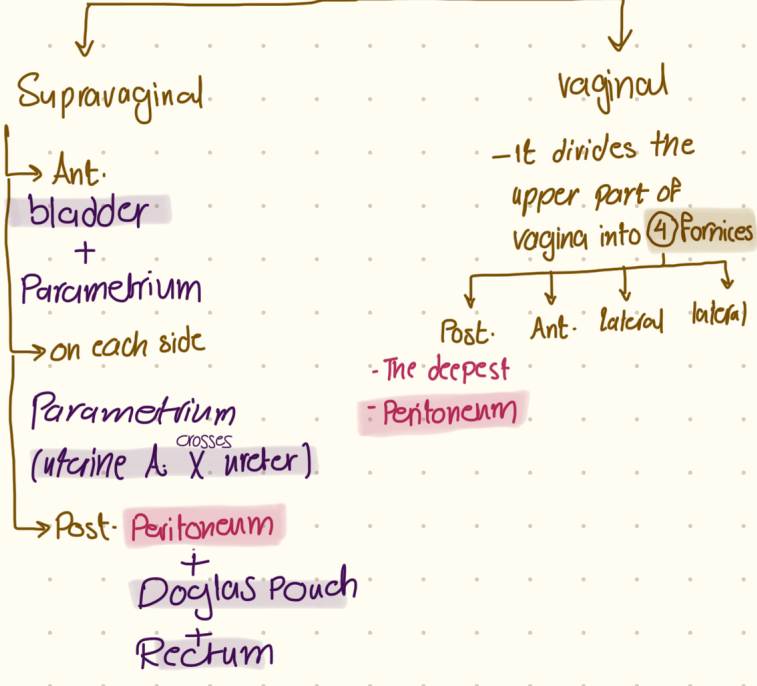 Supravaginal
Ant.
bladder
+
Parametrium
on each side
Parametrium
crosses
(uterine A. X ureter)
Post. Peritoneum
+
Doglas Pouch
+
Rectum
vaginal
-It divides the
upper part of
vagina into 4 fornices
Post. Ant. lateral lateral
- The deepest
- Peritoneum